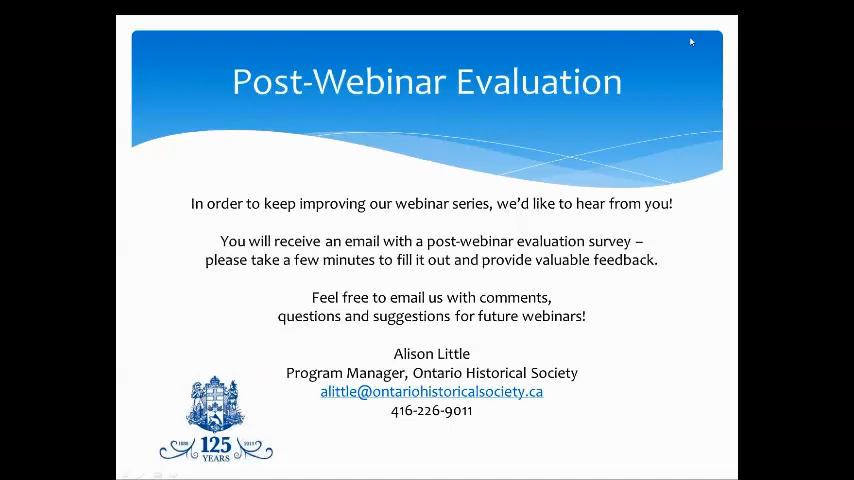 Post-Webinar Evaluation
In order to keep improving our webinar series, we'd like to hear from you!
You will receive an email with a post-webinar evaluation survey –
please take a few minutes to fill it out and provide valuable feedback.
Feel free to email us with comments,
questions and suggestions for future webinars!
Alison Little
Program Manager, Ontario Historical Society
alittle@ontariohistoricalsociety.ca
416-226-9011
125
YEARS